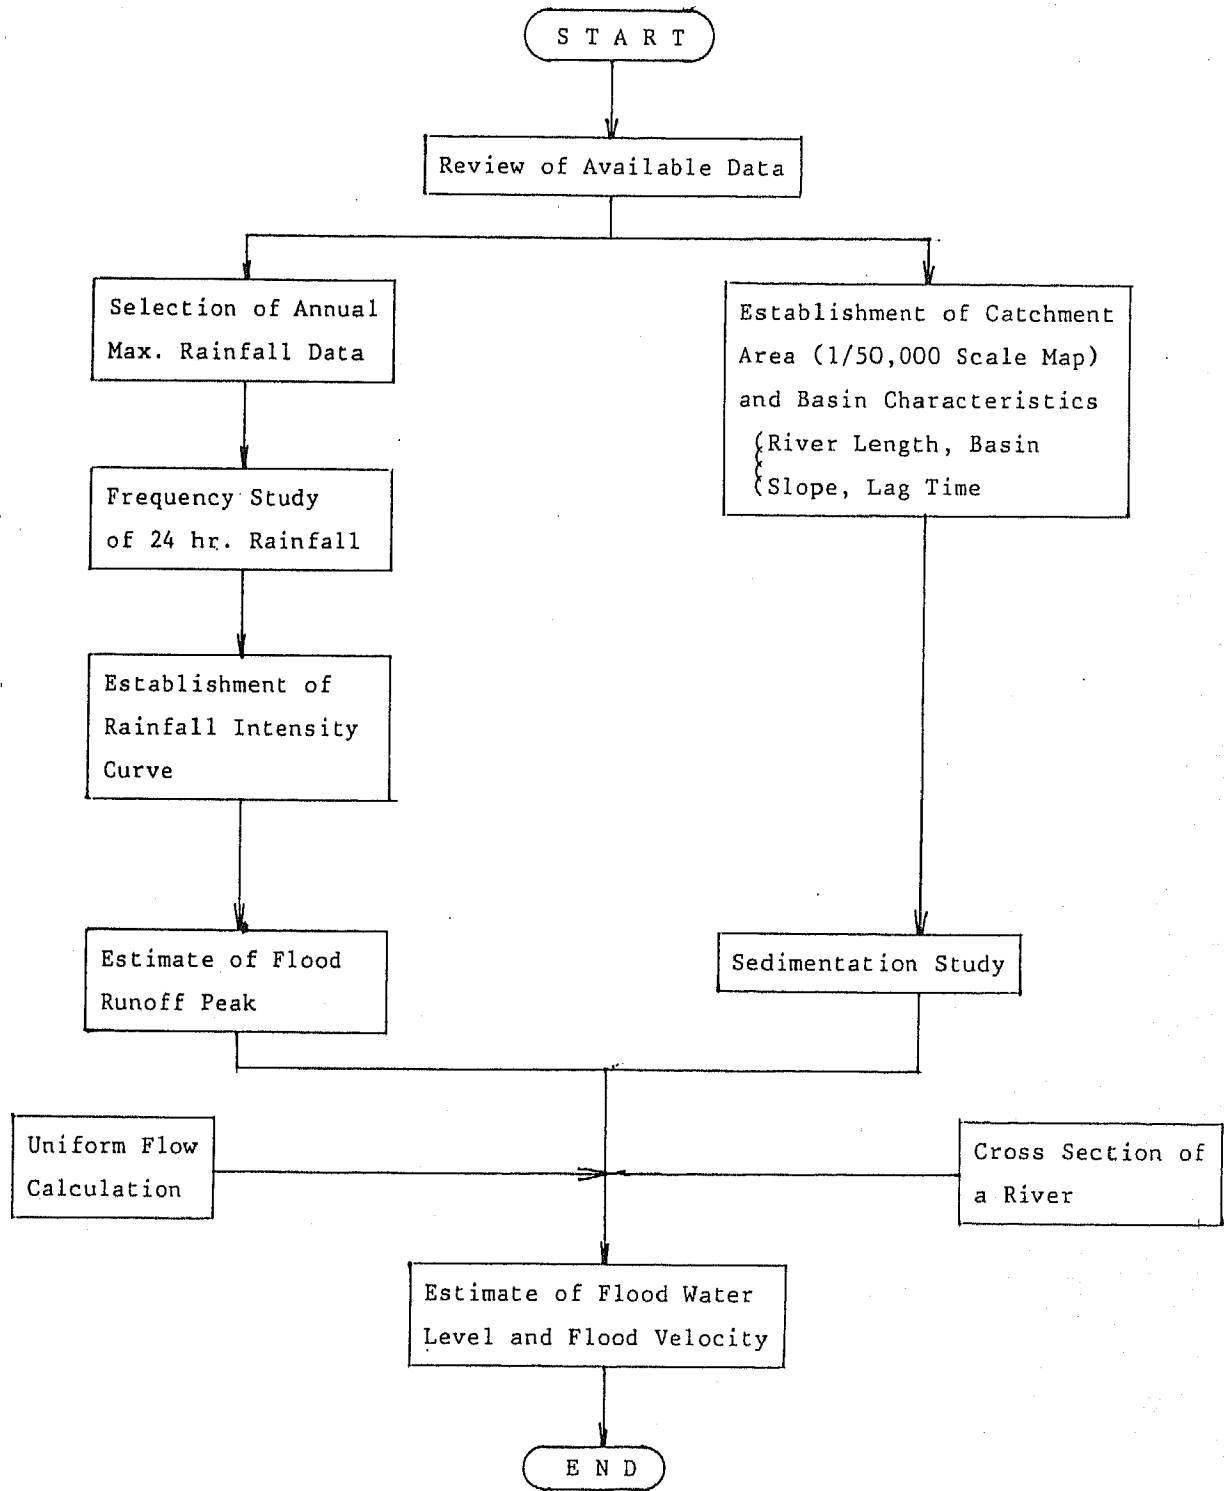 START
Review of Available Data
Selection of Annual
Max. Rainfall Data
Frequency Study
of 24 hr. Rainfall
Establishment of
Rainfall Intensity
Curve
Estimate of Flood
Runoff Peak
Establishment of Catchment
Area (1/50,000 Scale Map)
and Basin Characteristics
(River Length, Basin
(Slope, Lag Time
Sedimentation Study
Uniform Flow
Calculation
Cross Section of
a River
Estimate of Flood Water
Level and Flood Velocity
END